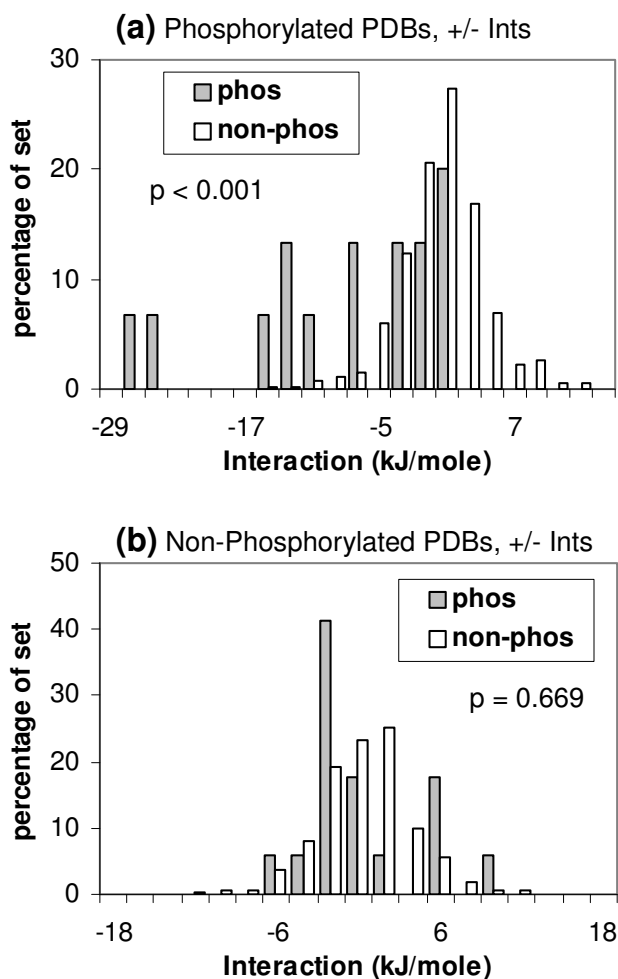 (a) Phosphorylated PDBs, +/- Ints
30
phos
non-phos
20
p < 0.001
percentage of set
10
0
-29 -17 -5 7
Interaction (kJ/mole)
(b) Non-Phosphorylated PDBs, +/- Ints
50
phos
non-phos
40
p = 0.669
30
percentage of set
20
10
0
-18 -6 6 18
Interaction (kJ/mole)